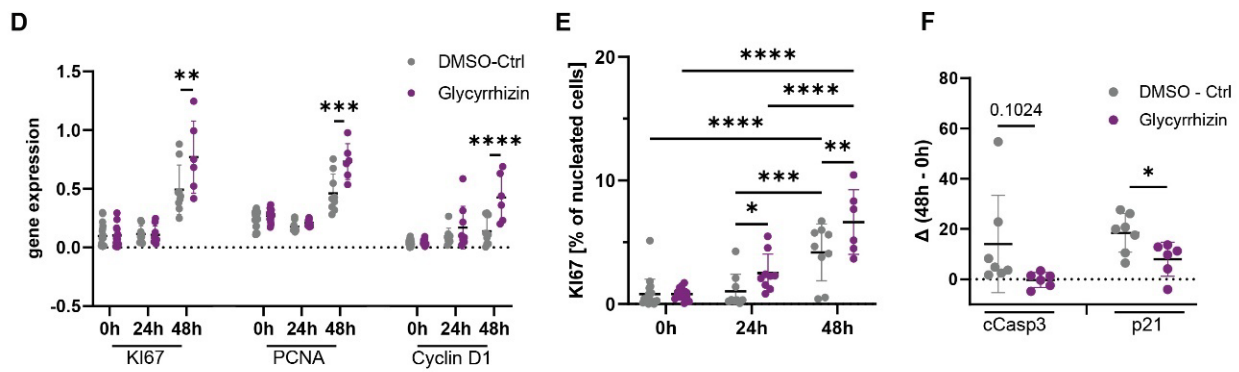 D
gene expression
1.5
1.0
0.5
0.0
-0.5
DMSO-Ctrl
Glycyrrhizin
**
***
****
0h 24h 48h 0h 24h 48h 0h 24h 48h
KI67 PCNA Cyclin D1
E
KI67 [% of nucleated cells]
20
10
0
****
****
****
**
***
*
0h 24h 48h
F
Δ (48h - 0h)
80
60
40
20
0
DMSO - Ctrl
Glycyrrhizin
0.1024
*
cCasp3 p21